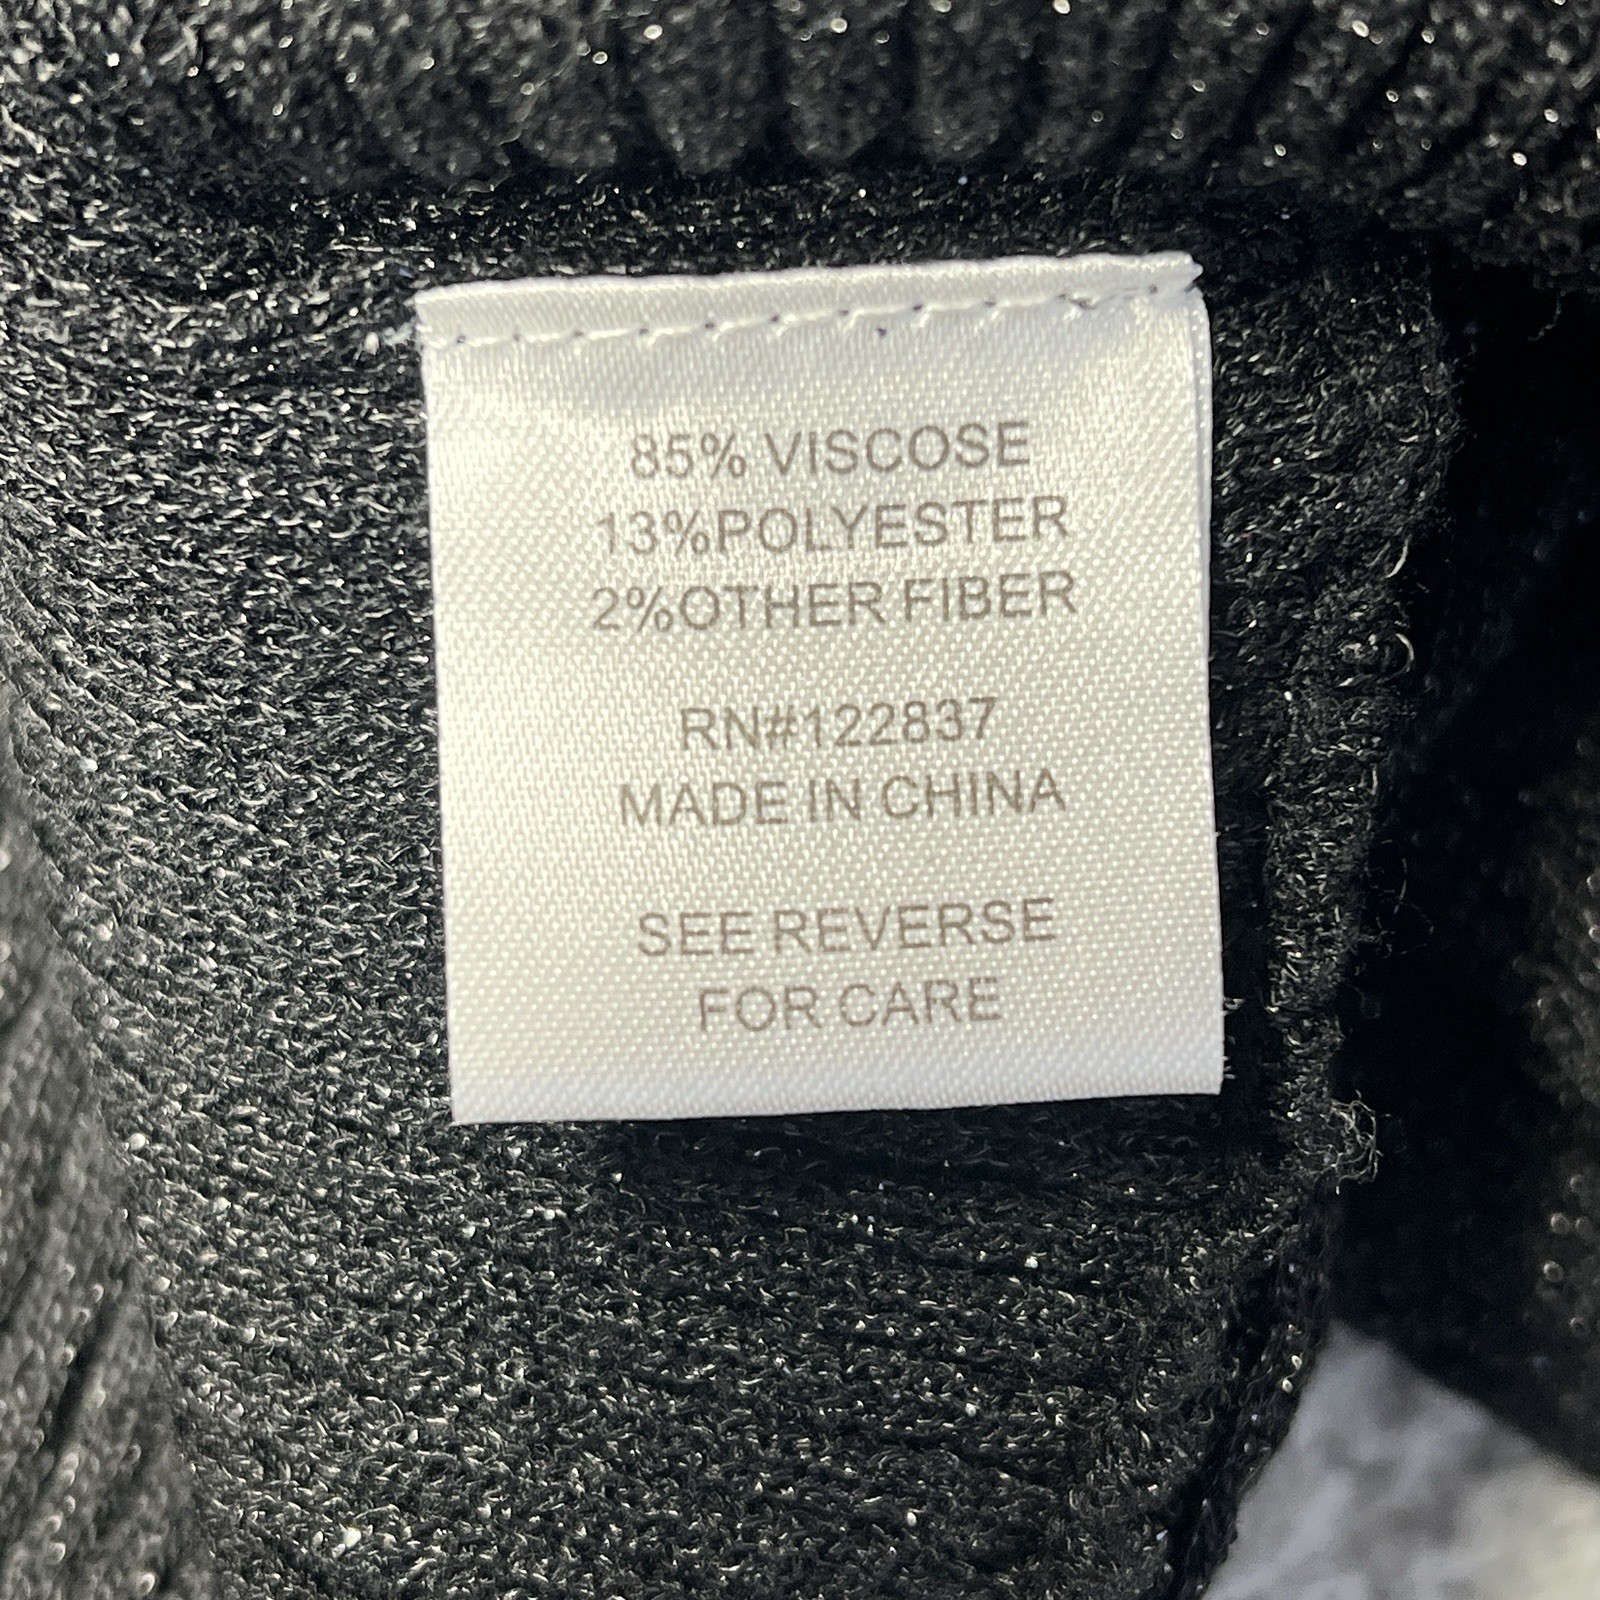 85% VISCOSE
13%POLYESTER
2%OTHER FIBER
RN#122837
MADE IN CHINA
SEE REVERSE
FOR CARE